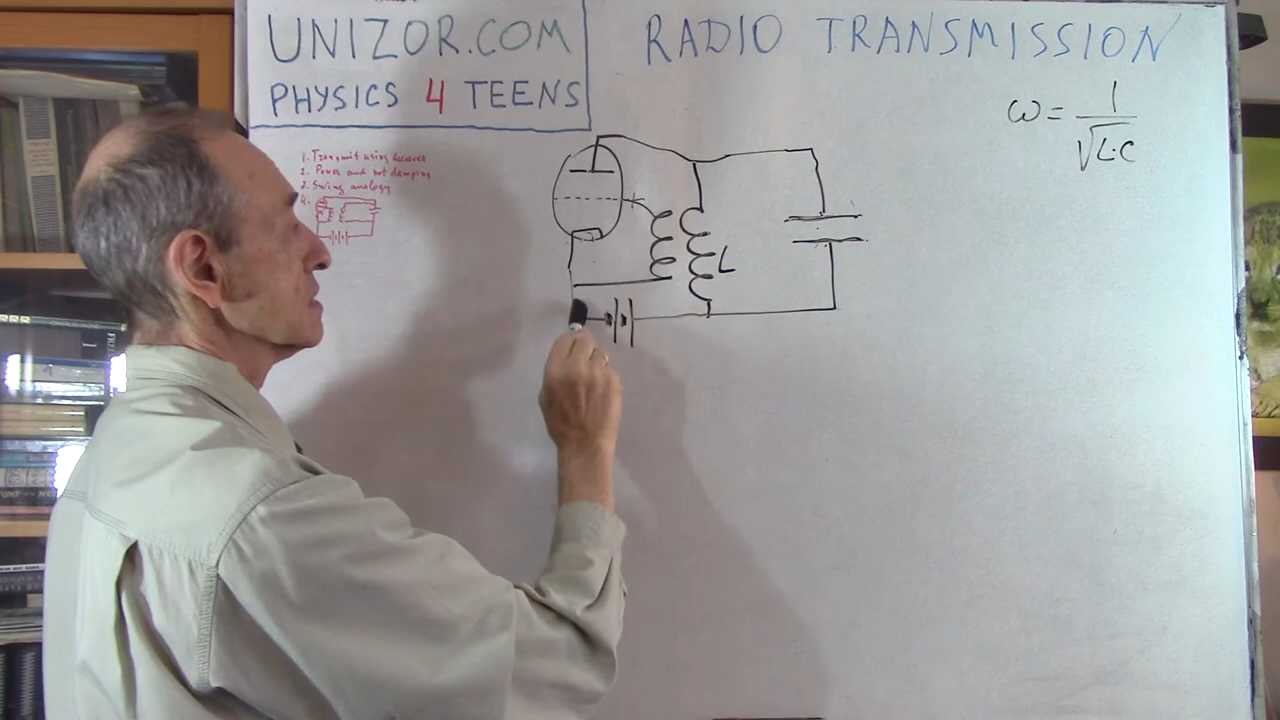 UNIZOR.COM
PHYSICS 4 TEENS
RADIO TRANSMISSION
ω = 1/√L·C
1. Transmit using Receiver
2. Power and not damping
3. Swing analogy
4.
L